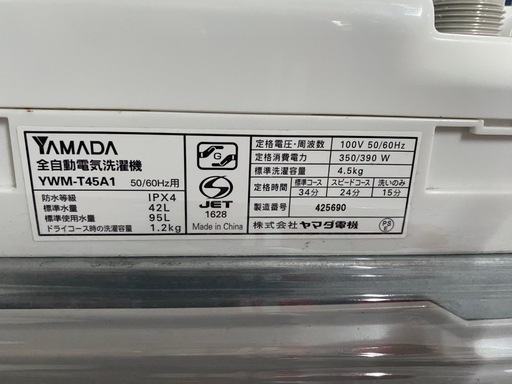 YAMADA
全自動電気洗濯機
YWM-T45A1 50/60Hz用
防水等級 IPX4
標準水量 42L
標準使用水量 95L
ドライコース時の洗濯容量 1.2kg
G
JET
1628
Made in China
定格電圧・周波数 100V 50/60Hz
定格消費電力 350/390 W
標準洗濯容量 4.5kg
定格時間 標準コース スピードコース 洗いのみ
34分 24分 15分
製造番号 425690
株式会社 ヤマダ電機
PS
E